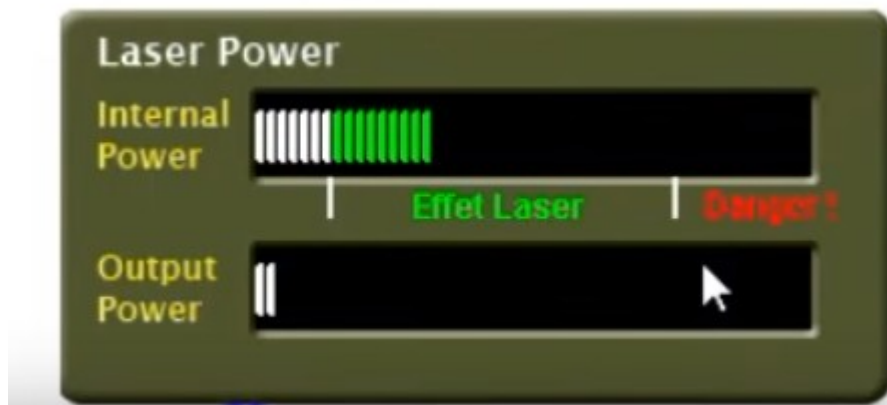 Laser Power
Internal
Power
Effet Laser Danger !
Output
Power